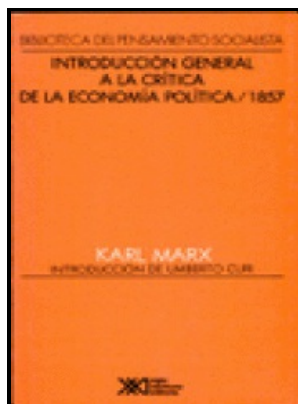 BIBLIOTECA DEL PENSAMIENTO SOCIALISTA
INTRODUCCIÓN GENERAL
A LA CRÍTICA
DE LA ECONOMÍA POLÍTICA/1857
KARL MARX
INTRODUCCIÓN DE UMBERTO CURI